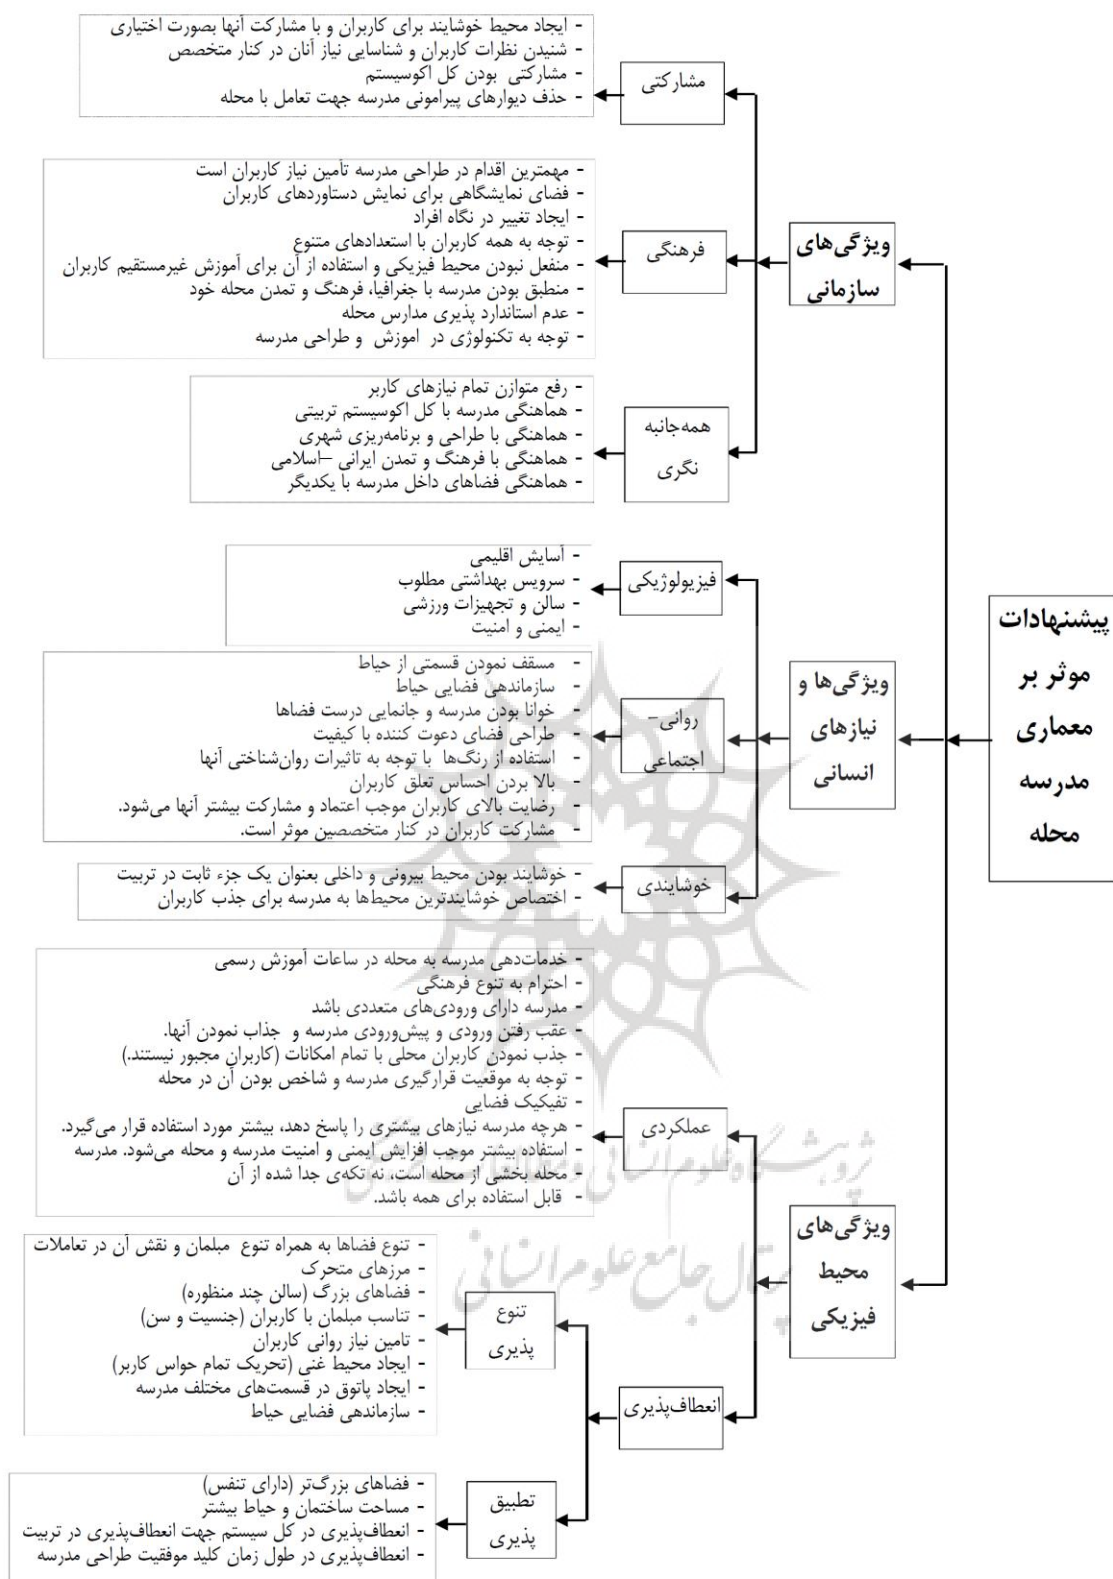 پیشنهادات
موثر بر
معماری
مدرسه
محله
ویژگی‌های
سازمانی
مشارکتی
- ایجاد محیط خوشایند برای کاربران و با مشارکت آنها بصورت اختیاری
- شنیدن نظرات کاربران و شناسایی نیاز آنان در کنار متخصص
- مشارکتی بودن کل اکوسیستم
- حذف دیوارهای پیرامونی مدرسه جهت تعامل با محله
فرهنگی
- مهمترین اقدام در طراحی مدرسه تأمین نیاز کاربران است
- فضای نمایشگاهی برای نمایش دستاوردهای کاربران
- ایجاد تغییر در نگاه افراد
- توجه به همه کاربران با استعدادهای متنوع
- منفعل نبودن محیط فیزیکی و استفاده از آن برای آموزش غیرمستقیم کاربران
- منطبق بودن مدرسه با جغرافیا، فرهنگ و تمدن محله خود
- عدم استاندارد پذیری مدارس محله
- توجه به تکنولوژی در اموزش و طراحی مدرسه
همه‌جانبه
نگری
- رفع متوازن تمام نیازهای کاربر
- هماهنگی مدرسه با کل اکوسیستم تربیتی
- هماهنگی با طراحی و برنامه‌ریزی شهری
- هماهنگی با فرهنگ و تمدن ایرانی –اسلامی
- هماهنگی فضاهای داخل مدرسه با یکدیگر
ویژگی‌ها و
نیازهای
انسانی
فیزیولوژیکی
- آسایش اقلیمی
- سرویس بهداشتی مطلوب
- سالن و تجهیزات ورزشی
- ایمنی و امنیت
روانی–
اجتماعی
- مسقف نمودن قسمتی از حیاط
- سازماندهی فضایی حیاط
- خوانا بودن مدرسه و جانمایی درست فضاها
- طراحی فضای دعوت کننده با کیفیت
- استفاده از رنگ‌ها با توجه به تاثیرات روان‌شناختی آنها
- بالا بردن احساس تعلق کاربران
- رضایت بالای کاربران موجب اعتماد و مشارکت بیشتر آنها می‌شود.
- مشارکت کاربران در کنار متخصصین موثر است.
خوشایندی
- خوشایند بودن محیط بیرونی و داخلی بعنوان یک جزء ثابت در تربیت
- اختصاص خوشایندترین محیط‌ها به مدرسه برای جذب کاربران
ویژگی‌های
محیط
فیزیکی
عملکردی
- خدمات‌دهی مدرسه به محله در ساعات آموزش رسمی
- احترام به تنوع فرهنگی
- مدرسه دارای ورودی‌های متعددی باشد
- عقب رفتن ورودی و پیش‌ورودی مدرسه و جذاب نمودن آنها.
- جذب نمودن کاربران محلی با تمام امکانات (کاربران مجبور نیستند.)
- توجه به موقعیت قرارگیری مدرسه و شاخص بودن آن در محله
- تفیکیک فضایی
- هرچه مدرسه نیازهای بیشتری را پاسخ دهد، بیشتر مورد استفاده قرار می‌گیرد.
- استفاده بیشتر موجب افزایش ایمنی و امنیت مدرسه و محله می‌شود. مدرسه
- محله بخشی از محله است، نه تکه‌ی جدا شده از آن
- قابل استفاده برای همه باشد.
انعطاف‌پذیری
تنوع
پذیری
- تنوع فضاها به همراه تنوع مبلمان و نقش آن در تعاملات
- مرزهای متحرک
- فضاهای بزرگ (سالن چند منظوره)
- تناسب مبلمان با کاربران (جنسیت و سن)
- تامین نیاز روانی کاربران
- ایجاد محیط غنی (تحریک تمام حواس کاربر)
- ایجاد پاتوق در قسمت‌های مختلف مدرسه
- سازماندهی فضایی حیاط
تطبیق
پذیری
- فضاهای بزرگ‌تر (دارای تنفس)
- مساحت ساختمان و حیاط بیشتر
- انعطاف‌پذیری در کل سیستم جهت انعطاف‌پذیری در تربیت
- انعطاف‌پذیری در طول زمان کلید موفقیت طراحی مدرسه
پژوهشگاه علوم انسانی و مطالعات فرهنگی
پرتال جامع علوم انسانی